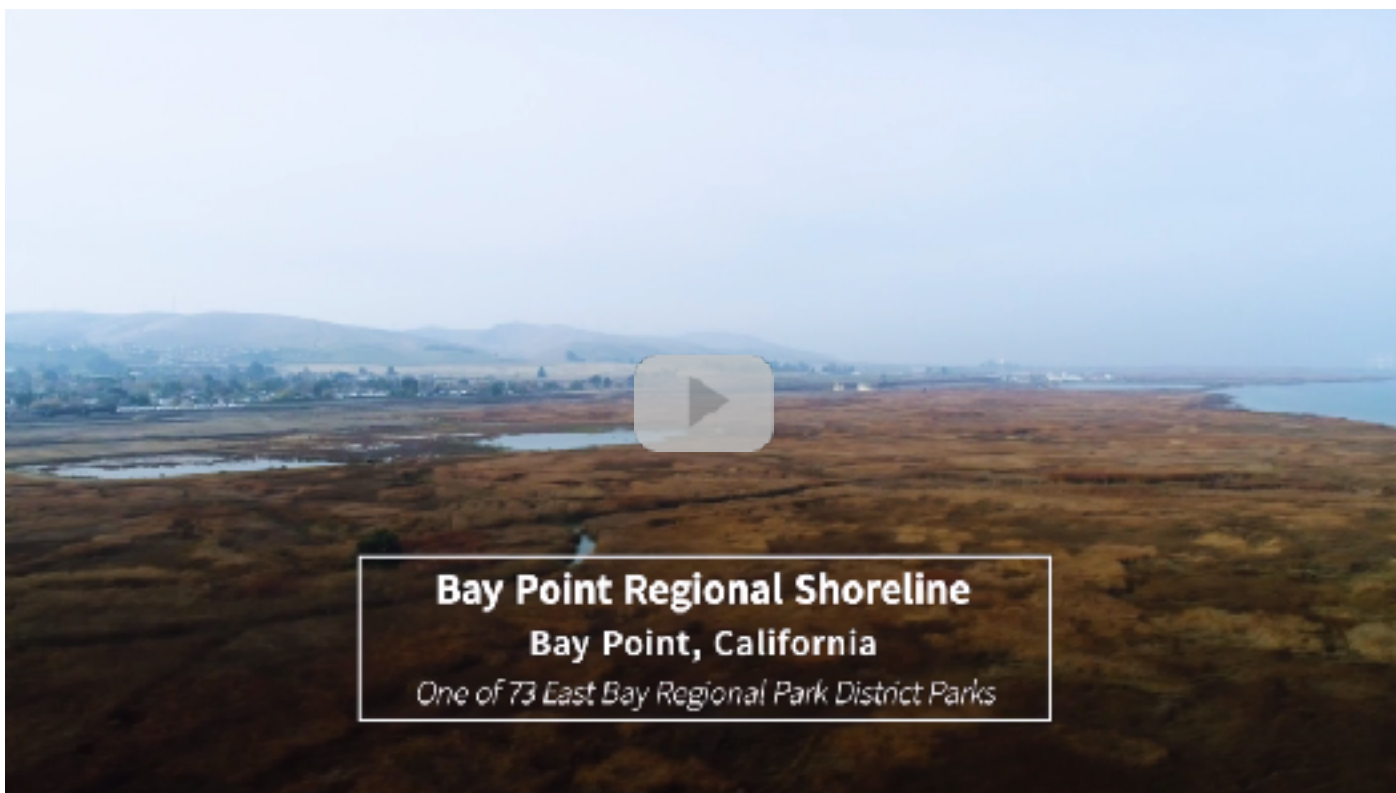 Bay Point Regional Shoreline
Bay Point, California
One of 73 East Bay Regional Park District Parks